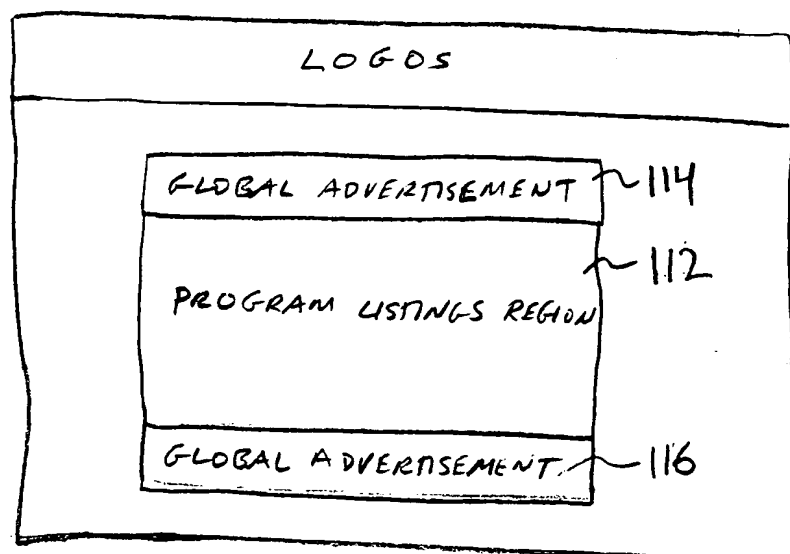 LOGOS
GLOBAL ADVERTISEMENT 114
112
PROGRAM LISTINGS REGION
GLOBAL ADVERTISEMENT. 116